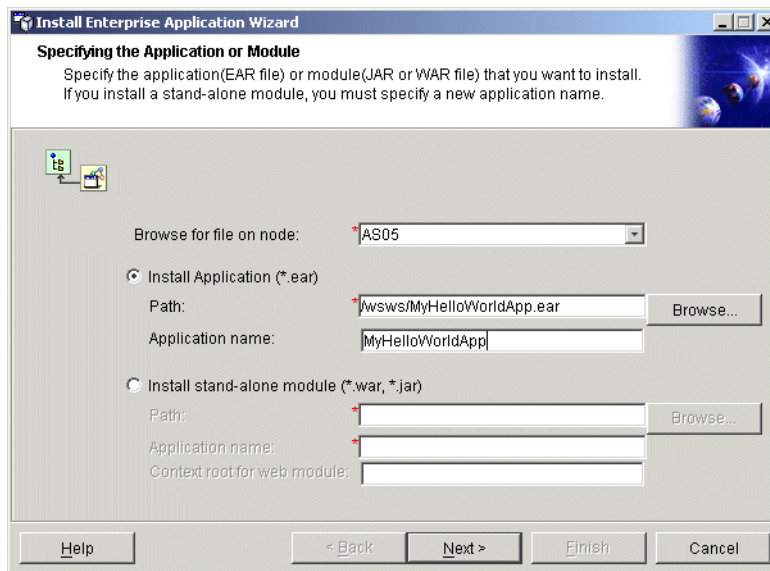 Install Enterprise Application Wizard
Specifying the Application or Module
Specify the application(EAR file) or module(JAR or WAR file) that you want to install.
If you install a stand-alone module, you must specify a new application name.
Browse for file on node: *AS05
Install Application (*.ear)
Path: */wsws/MyHelloWorldApp.ear Browse...
Application name: MyHelloWorldApp
Install stand-alone module (*.war, *.jar)
Path: * Browse...
Application name: *
Context root for web module:
Help < Back Next > Finish Cancel